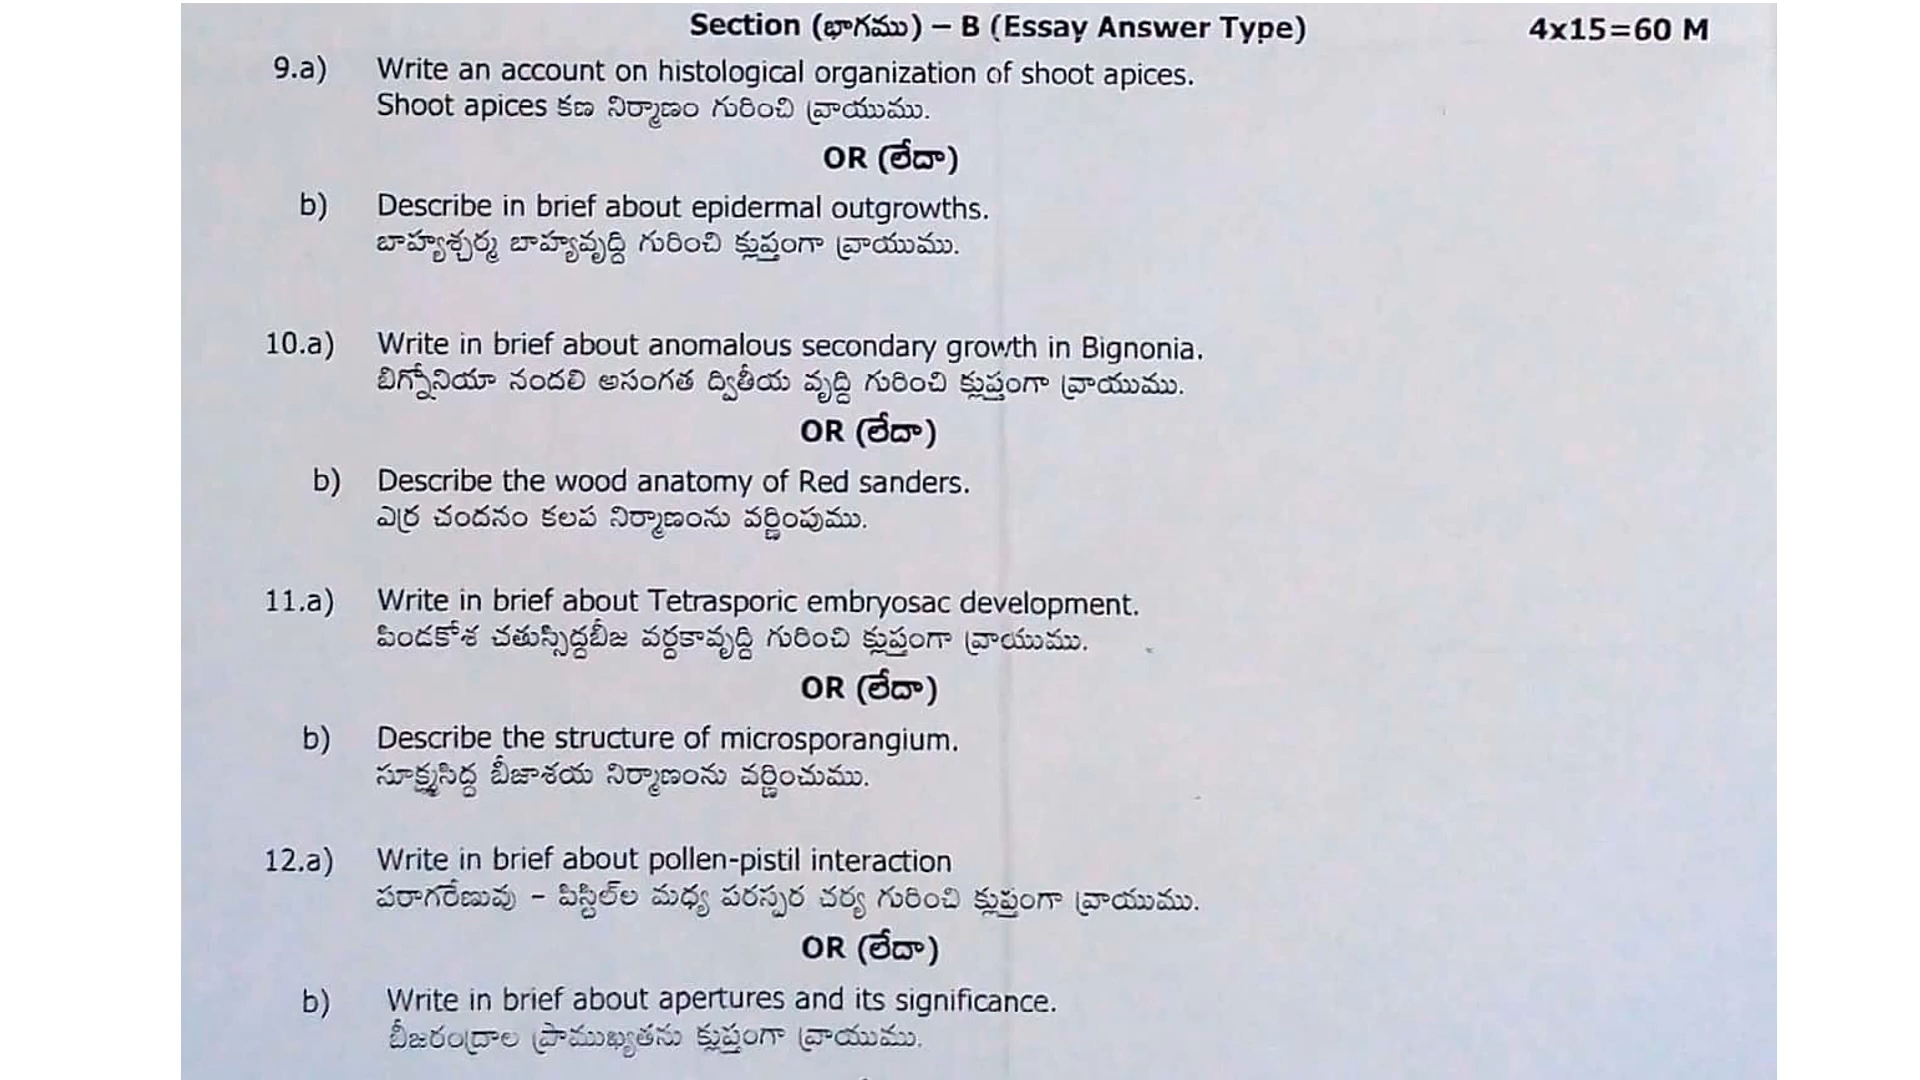 Section (భాగము) – B (Essay Answer Type) 4x15=60 M
9.a) Write an account on histological organization of shoot apices.
Shoot apices కణ నిర్మాణం గురించి వ్రాయుము.
OR (లేదా)
b) Describe in brief about epidermal outgrowths.
బాహ్యశ్చర్మ బాహ్యవృద్ది గురించి క్లుప్తంగా వ్రాయుము.
10.a) Write in brief about anomalous secondary growth in Bignonia.
బిగ్నోనియా నందలి అసంగత ద్వితీయ వృద్ది గురించి క్లుప్తంగా వ్రాయుము.
OR (లేదా)
b) Describe the wood anatomy of Red sanders.
ఎర్ర చందనం కలప నిర్మాణంను వర్ణింపుము.
11.a) Write in brief about Tetrasporic embryosac development.
పిండకోశ చతుస్సిద్దబీజ వర్దకావృద్ది గురించి క్లుప్తంగా వ్రాయుము.
OR (లేదా)
b) Describe the structure of microsporangium.
సూక్ష్మసిద్ద బీజాశయ నిర్మాణంను వర్ణించుము.
12.a) Write in brief about pollen-pistil interaction
పరాగరేణువు – పిస్టిల్‌ల మధ్య పరస్పర చర్య గురించి క్లుప్తంగా వ్రాయుము.
OR (లేదా)
b) Write in brief about apertures and its significance.
బీజరంద్రాల ప్రాముఖ్యతను క్లుప్తంగా వ్రాయుము.